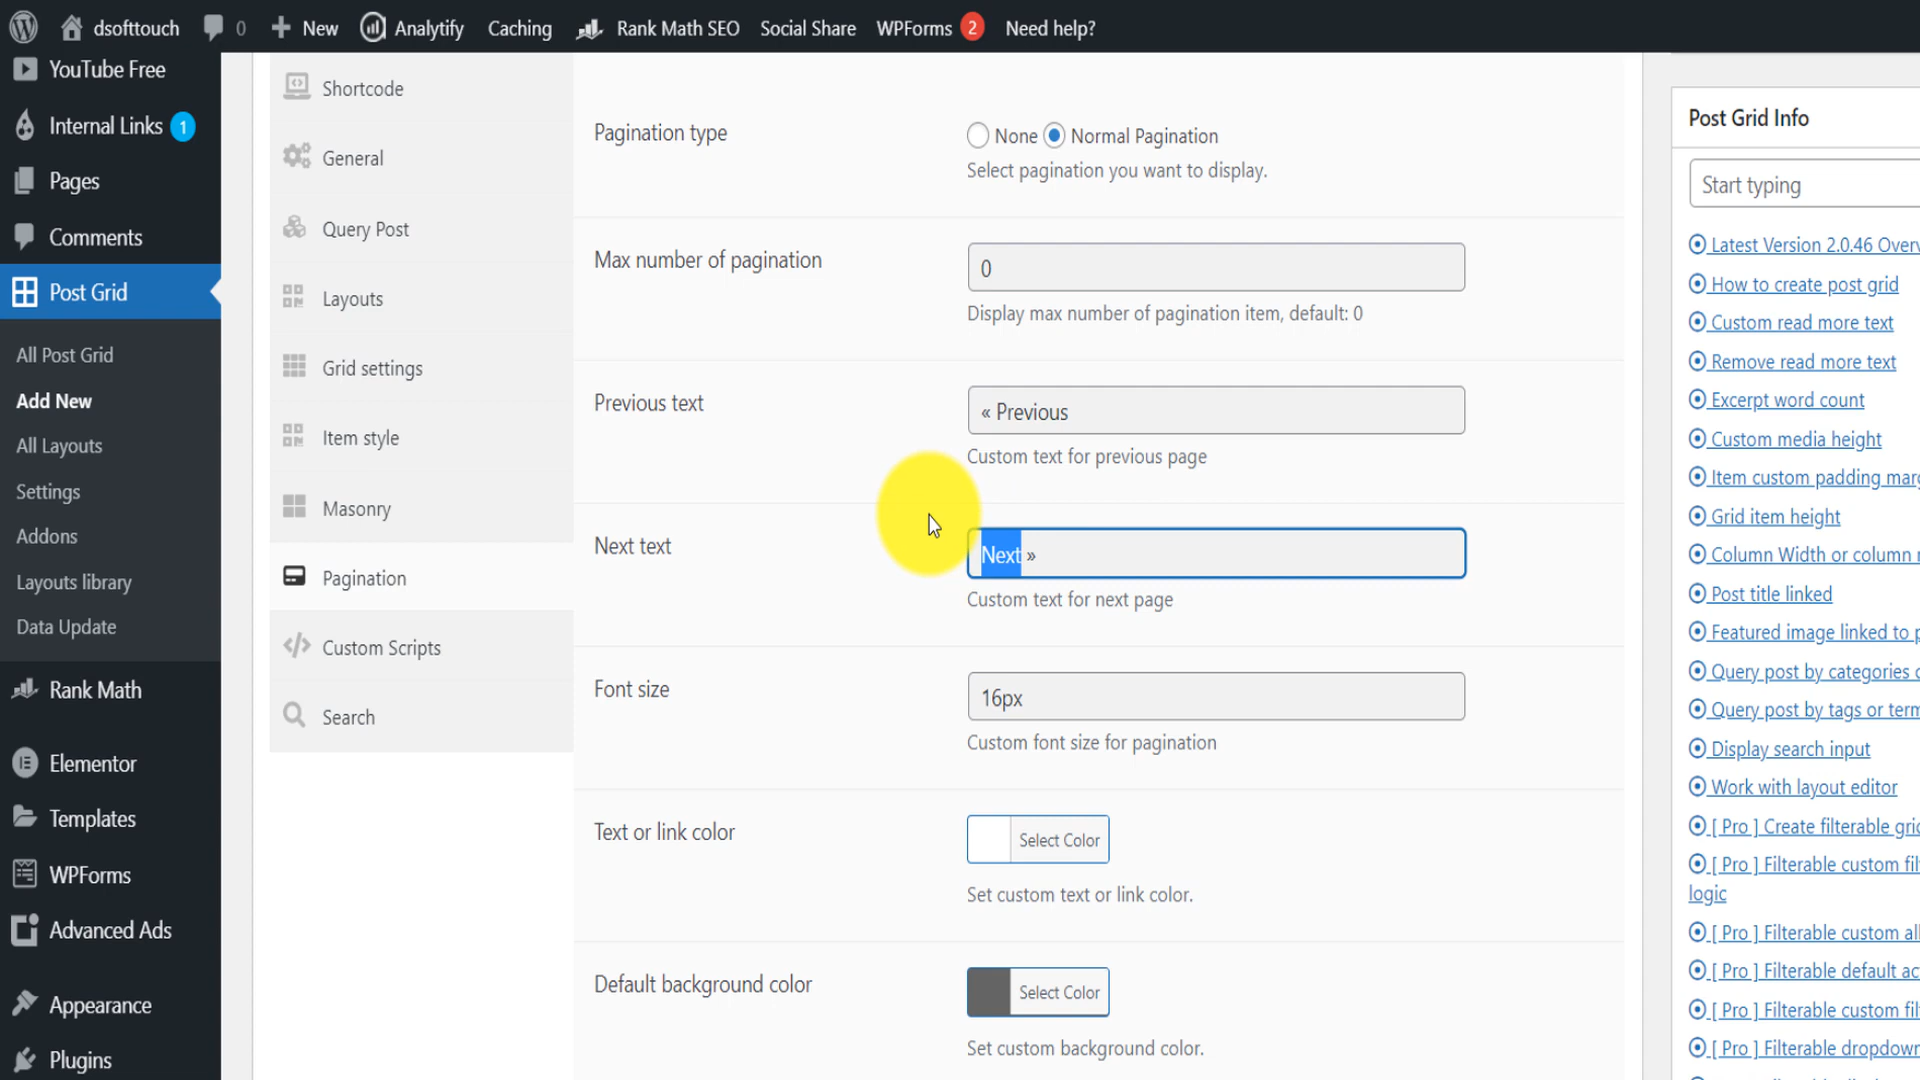 dsofttouch
0
New
Analytify
Caching
Rank Math SEO
Social Share
WPForms 2
Need help?
YouTube Free
Internal Links 1
Pages
Comments
Post Grid
All Post Grid
Add New
All Layouts
Settings
Addons
Layouts library
Data Update
Rank Math
Elementor
Templates
WPForms
Advanced Ads
Appearance
Plugins
Shortcode
General
Query Post
Layouts
Grid settings
Item style
Masonry
Pagination
Custom Scripts
Search
Pagination type
None Normal Pagination
Select pagination you want to display.
Max number of pagination
0
Display max number of pagination item, default: 0
Previous text
« Previous
Custom text for previous page
Next text
Next »
Custom text for next page
Font size
16px
Custom font size for pagination
Text or link color
Select Color
Set custom text or link color.
Default background color
Select Color
Set custom background color.
Post Grid Info
Start typing
Latest Version 2.0.46
How to create post grid
Custom read more text
Remove read more text
Excerpt word count
Custom media height
Item custom padding
Grid item height
Column Width or column
Post title linked
Featured image linked to
Query post by categories
Query post by tags or
Display search input
Work with layout editor
[ Pro ] Create filterable
[ Pro ] Filterable custom
logic
[ Pro ] Filterable custom
[ Pro ] Filterable default
[ Pro ] Filterable custom
[ Pro ] Filterable